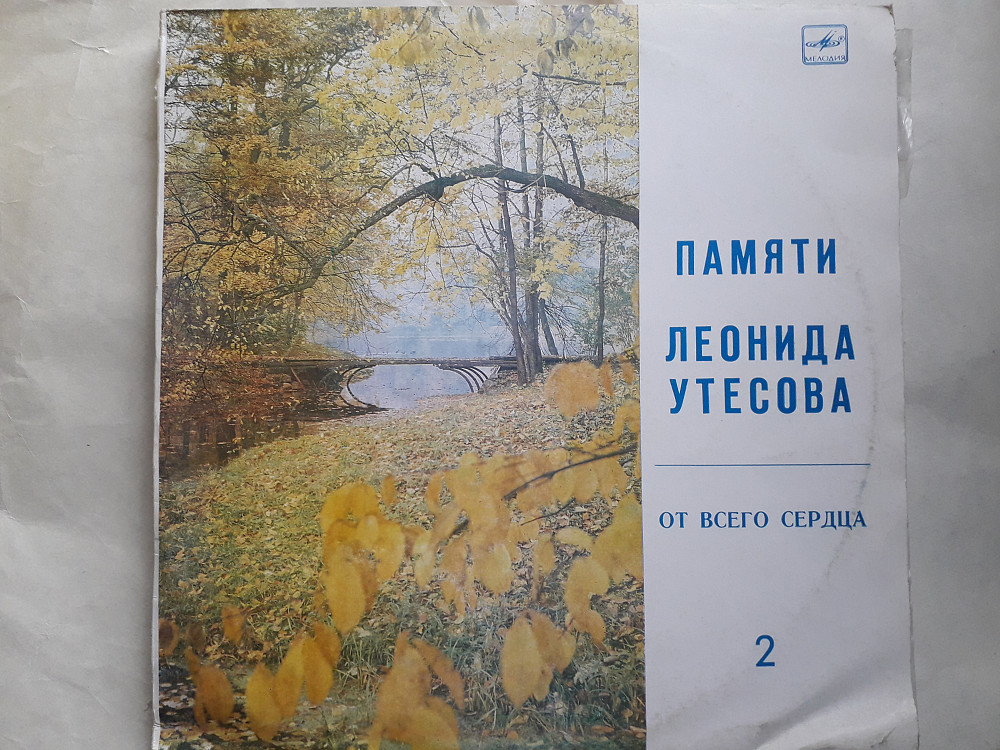 МЕЛОДИЯ
ПАМЯТИ
ЛЕОНИДА
УТЕСОВА
ОТ ВСЕГО СЕРДЦА
2